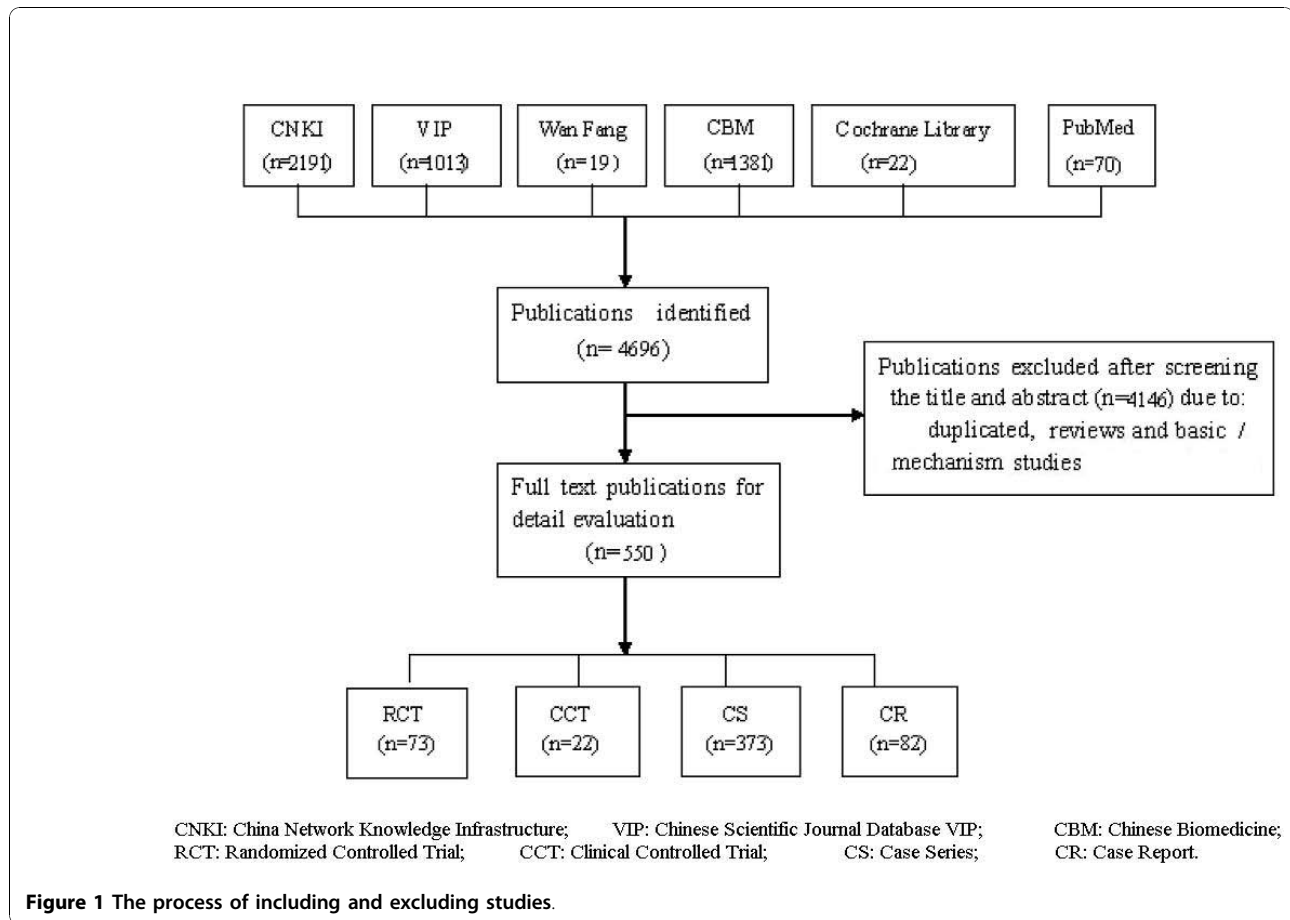 CNKI
(n=2191)
VIP
(n=1013)
Wan Fang
(n=19)
CBM
(n=1381)
Cochrane Library
(n=22)
PubMed
(n=70)
Publications identified
(n= 4696)
Publications excluded after screening
the title and abstract (n=4146) due to:
duplicated, reviews and basic /
mechanism studies
Full text publications for
detail evaluation
(n=550 )
RCT
(n=73)
CCT
(n=22)
CS
(n=373)
CR
(n=82)
CNKI: China Network Knowledge Infrastructure; VIP: Chinese Scientific Journal Database VIP; CBM: Chinese Biomedicine;
RCT: Randomized Controlled Trial; CCT: Clinical Controlled Trial; CS: Case Series; CR: Case Report.
Figure 1 The process of including and excluding studies.